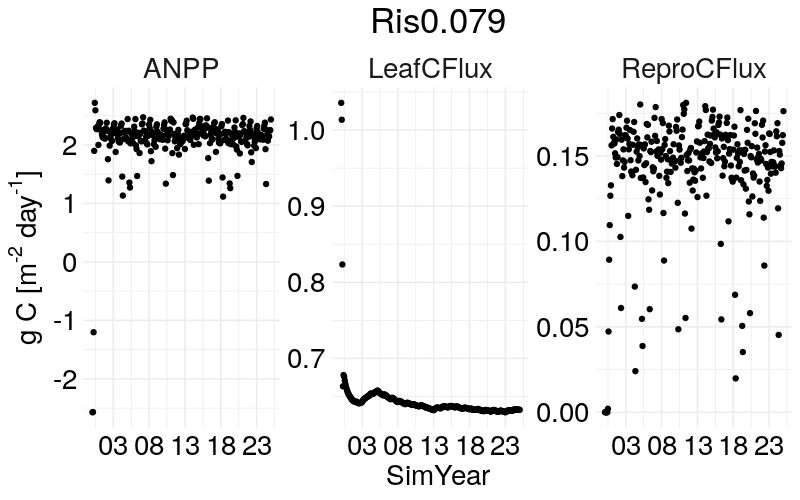 Ris0.079
ANPP LeafCFlux ReproCFlux
g C [m⁻² day⁻¹]
2
1
0
-1
-2
1.0
0.9
0.8
0.7
0.15
0.10
0.05
0.00
03 08 13 18 23 03 08 13 18 23 03 08 13 18 23
SimYear